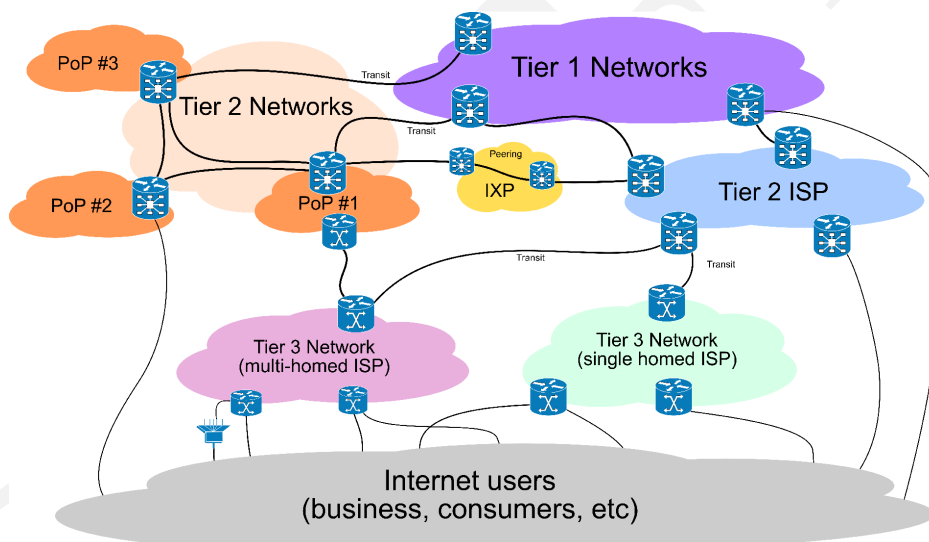 PoP #3
Tier 2 Networks
Transit
Tier 1 Networks
Transit
Peering
IXP
PoP #2
PoP #1
Tier 2 ISP
Transit
Transit
Tier 3 Network
(multi-homed ISP)
Tier 3 Network
(single homed ISP)
Internet users
(business, consumers, etc)